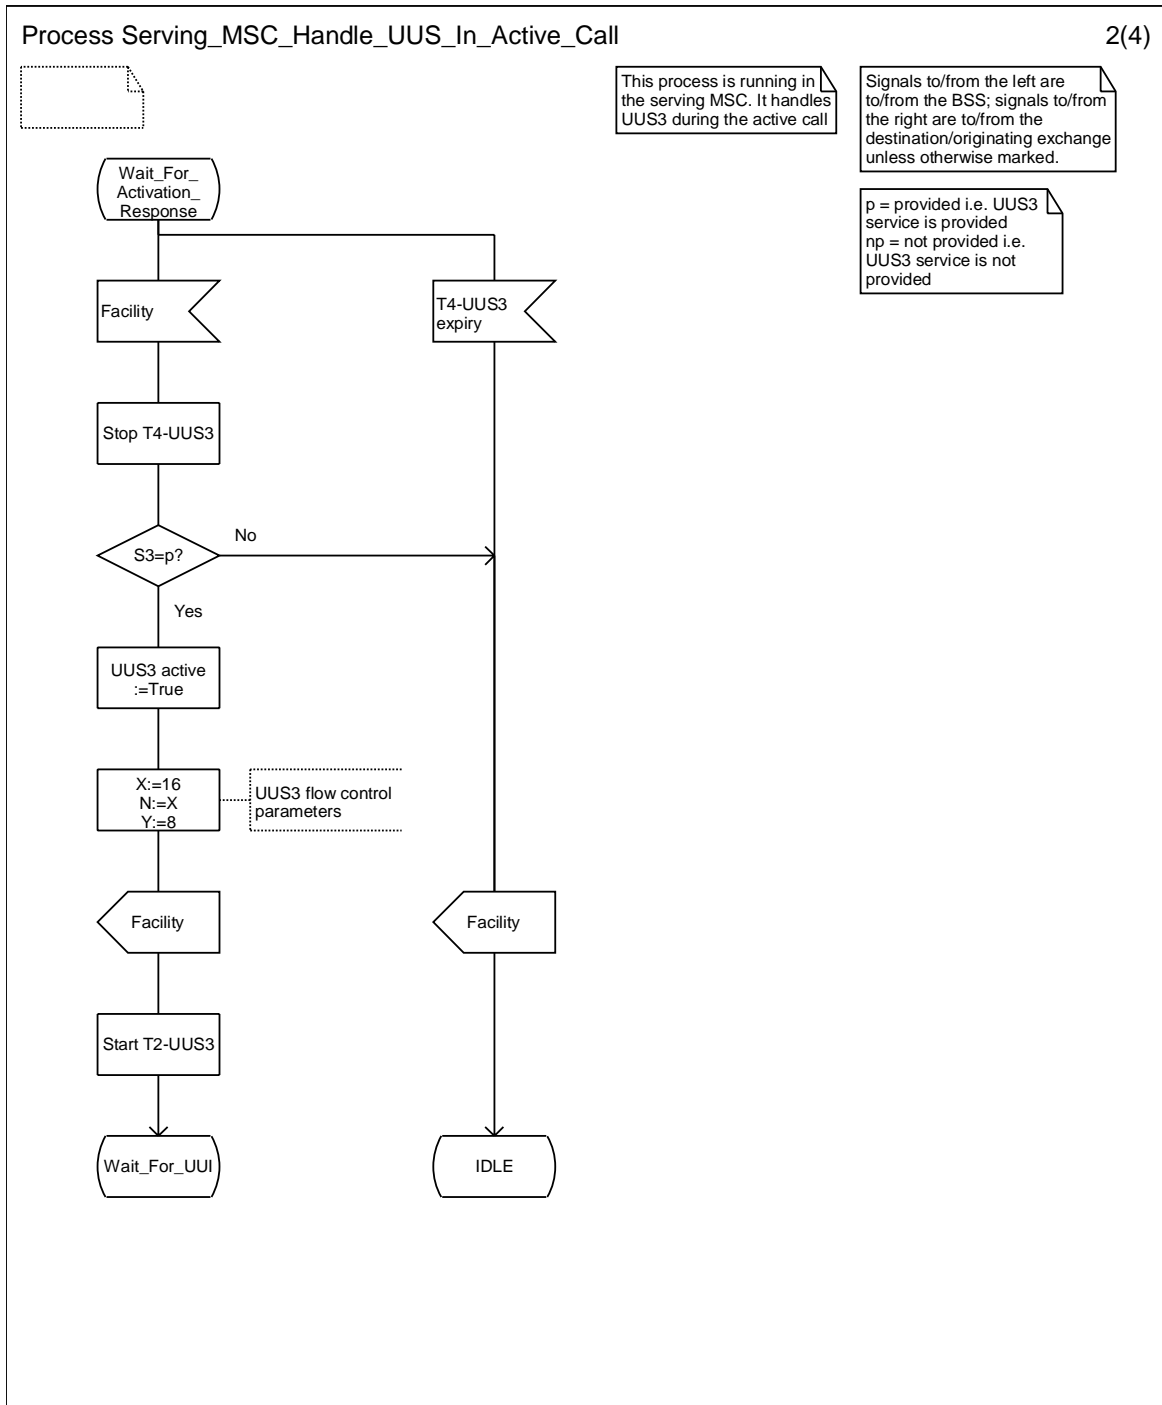 Process Serving_MSC_Handle_UUS_In_Active_Call 2(4)
This process is running in
the serving MSC. It handles
UUS3 during the active call
Signals to/from the left are
to/from the BSS; signals to/from
the right are to/from the
destination/originating exchange
unless otherwise marked.
p = provided i.e. UUS3
service is provided
np = not provided i.e.
UUS3 service is not
provided
Wait_For_
Activation_
Response
Facility
T4-UUS3
expiry
Stop T4-UUS3
S3=p?
No
Yes
UUS3 active
:=True
X:=16
N:=X
Y:=8
UUS3 flow control
parameters
Facility
Facility
Start T2-UUS3
Wait_For_UUI
IDLE